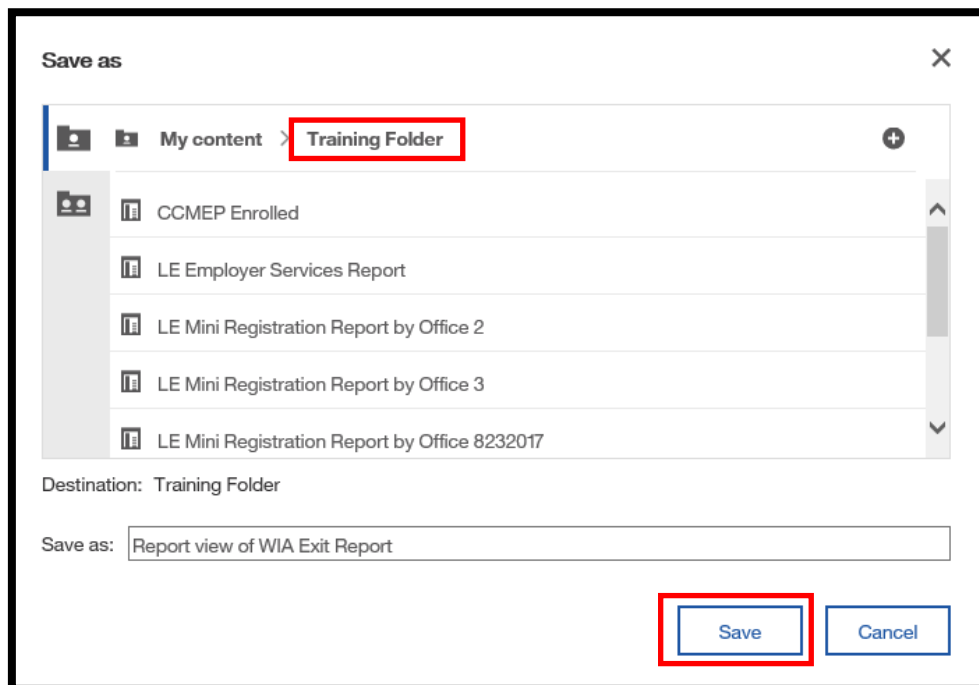 Save as
My content > Training Folder
CCMEP Enrolled
LE Employer Services Report
LE Mini Registration Report by Office 2
LE Mini Registration Report by Office 3
LE Mini Registration Report by Office 8232017
Destination: Training Folder
Save as: Report view of WIA Exit Report
Save Cancel